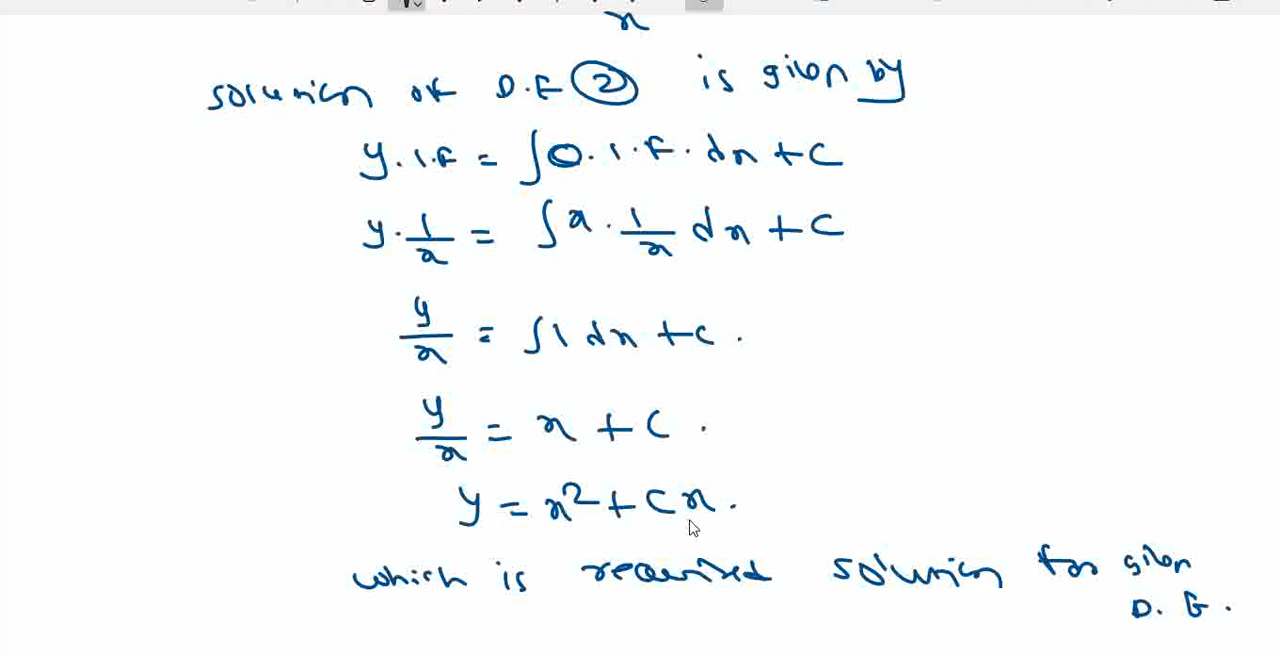 x
solution of D.E ② is given by
y. I.F = ∫Q. I.F. dx + C
y. 1/x = ∫x. 1/x dx + C
y/x = ∫1 dx + C.
y/x = x + C.
y = x² + Cx.
which is required solution for given
D.E.